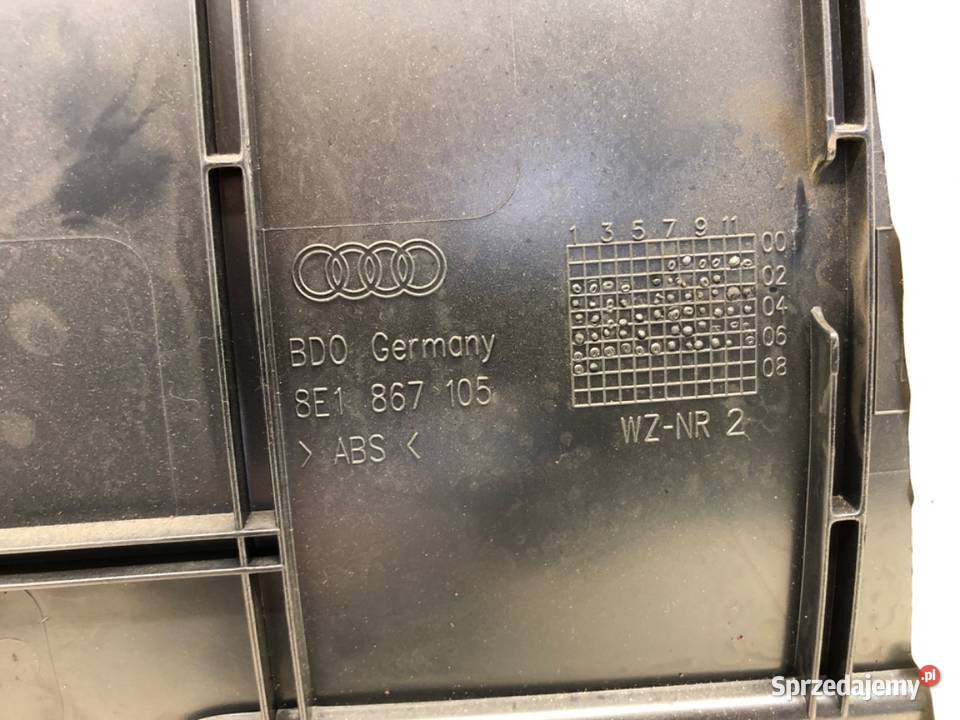 1 3 5 7 9 11
00
02
04
06
08
BDO Germany
8E1 867 105
> ABS <
WZ-NR 2
Sprzedajemy.pl